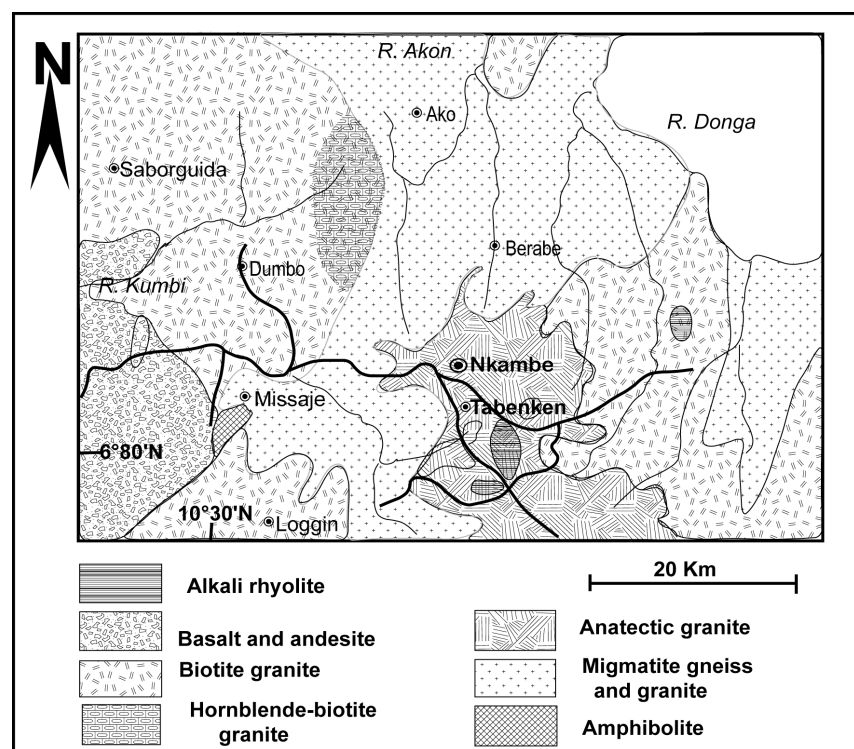 N
R. Akon
Ako
R. Donga
Saborguida
Berabe
Dumbo
R. Kumbi
Nkambe
Missaje
Tabenken
6°80'N
10°30'N
Loggin
20 Km
Alkali rhyolite
Basalt and andesite
Biotite granite
Hornblende-biotite
granite
Anatectic granite
Migmatite gneiss
and granite
Amphibolite